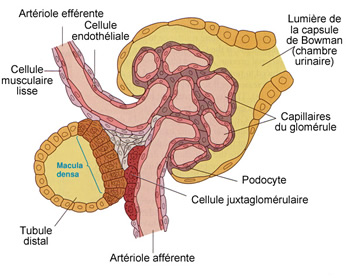 Artériole efférente
Cellule
endothéliale
Cellule
musculaire
lisse
Lumière de
la capsule
de Bowman
(chambre
urinaire)
Capillaires
du glomérule
Macula
densa
Podocyte
Cellule juxtaglomérulaire
Tubule
distal
Artériole afférente